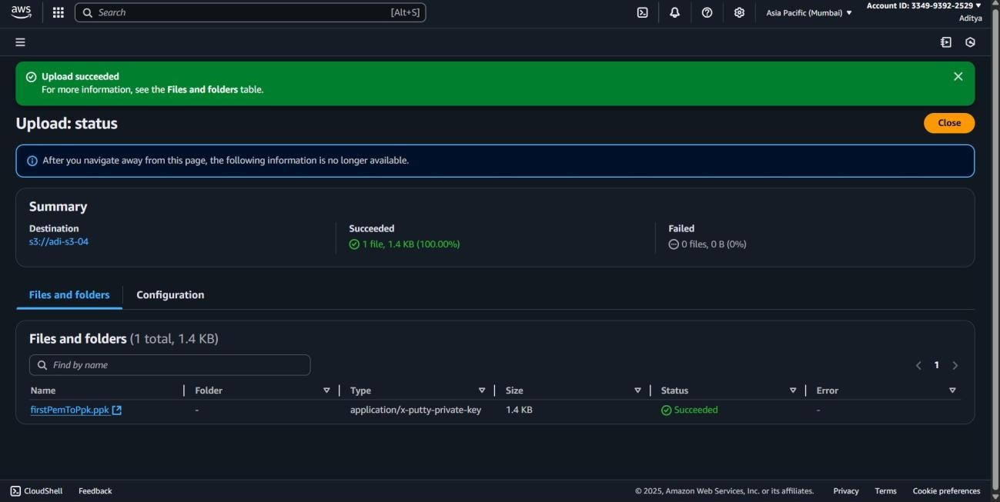 aws
Search [Alt+S]
Asia Pacific (Mumbai)
Account ID: 3349-9392-2529
Aditya
Upload succeeded
For more information, see the Files and folders table.
Upload: status
Close
After you navigate away from this page, the following information is no longer available.
Summary
Destination
s3://adi-s3-04
Succeeded
1 file, 1.4 KB (100.00%)
Failed
0 files, 0 B (0%)
Files and folders
Configuration
Files and folders (1 total, 1.4 KB)
Find by name
1
Name Folder Type Size Status Error
firstPemToPpk.ppk - application/x-putty-private-key 1.4 KB Succeeded -
CloudShell Feedback © 2025, Amazon Web Services, Inc. or its affiliates. Privacy Terms Cookie preferences